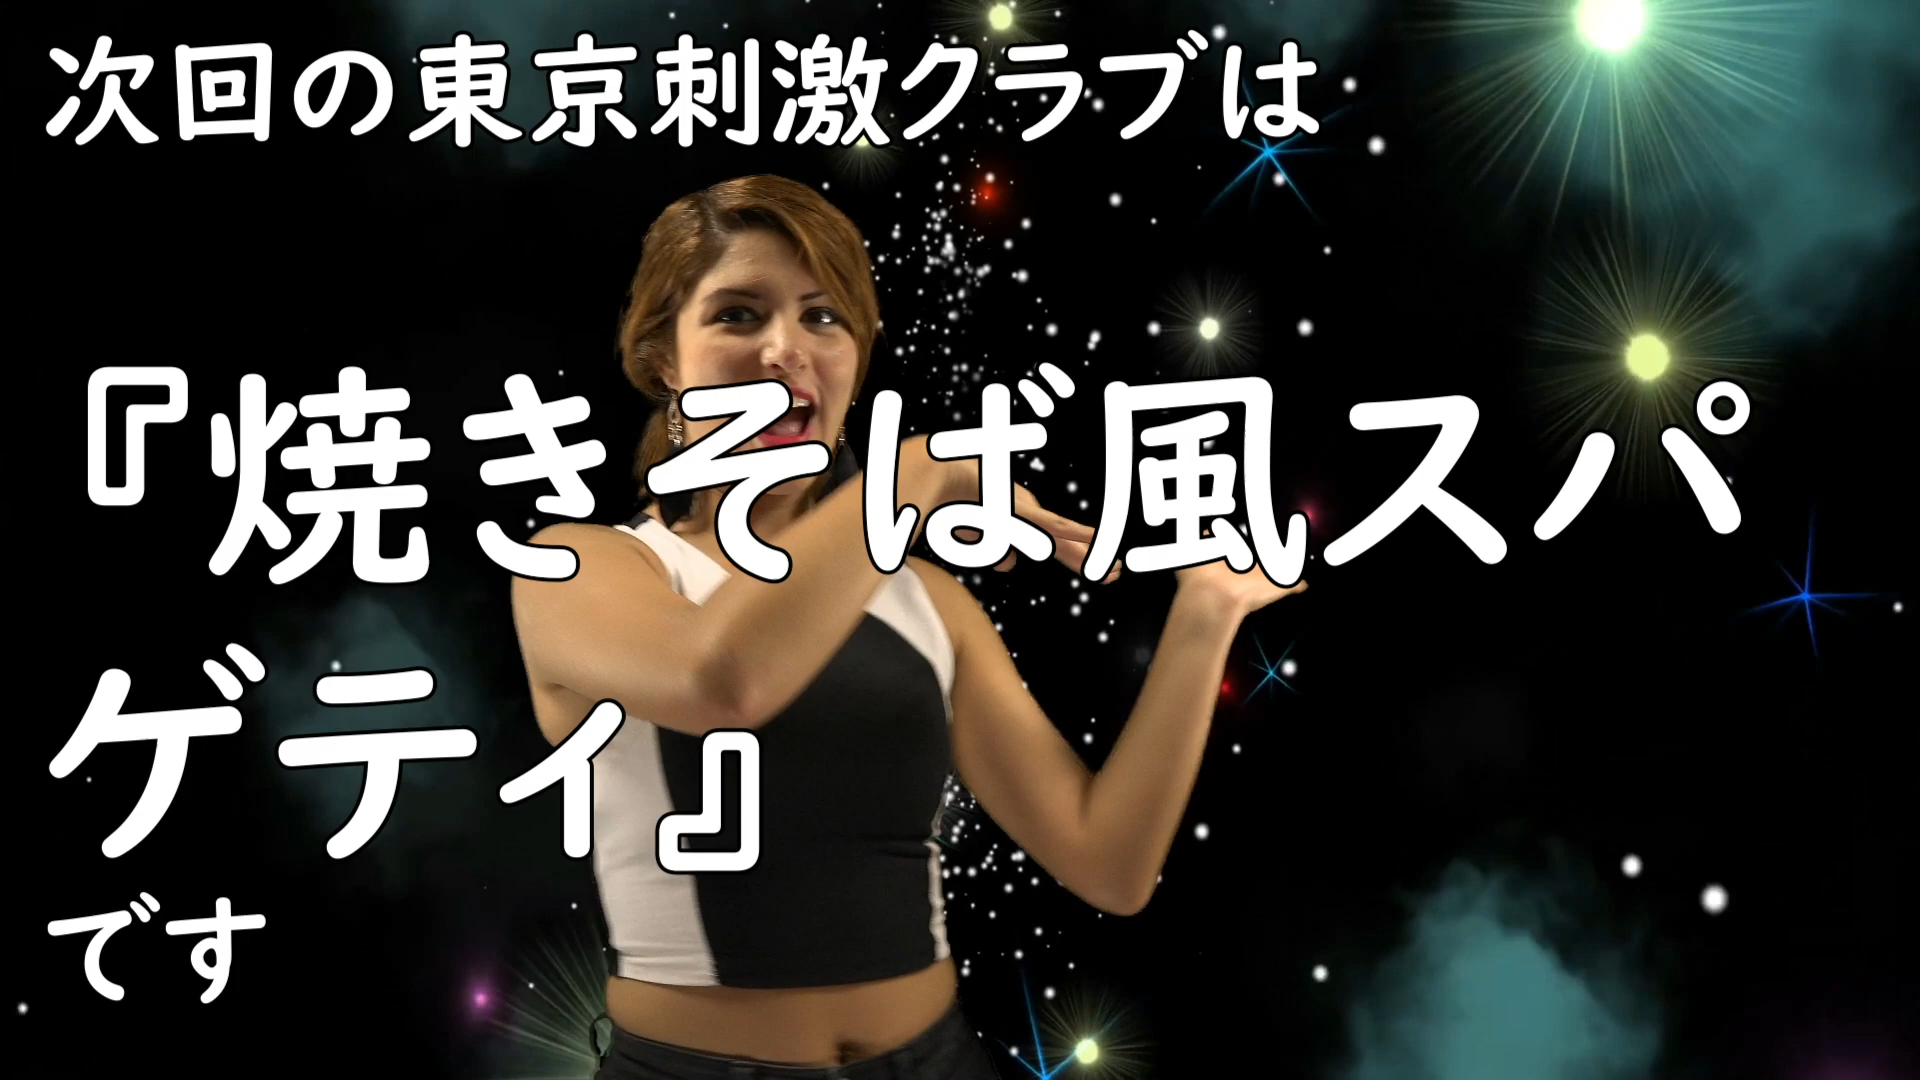 次回の東京刺激クラブは
『焼きそば風スパ
ゲティ』
です